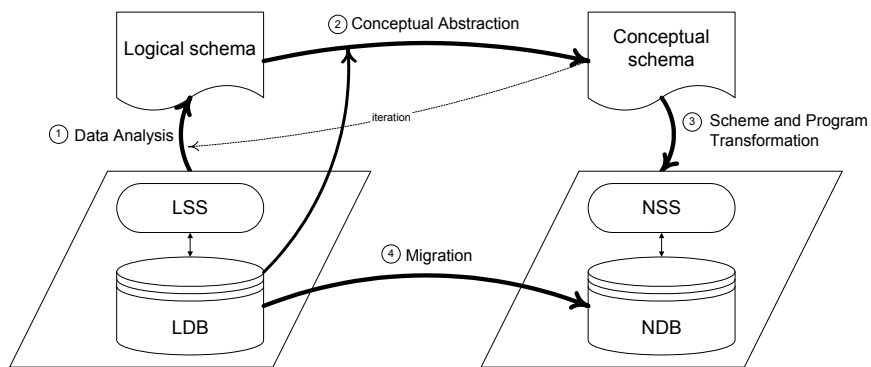 ② Conceptual Abstraction
Logical schema
Conceptual
schema
iteration
① Data Analysis
③ Scheme and Program
Transformation
LSS
NSS
④ Migration
LDB
NDB